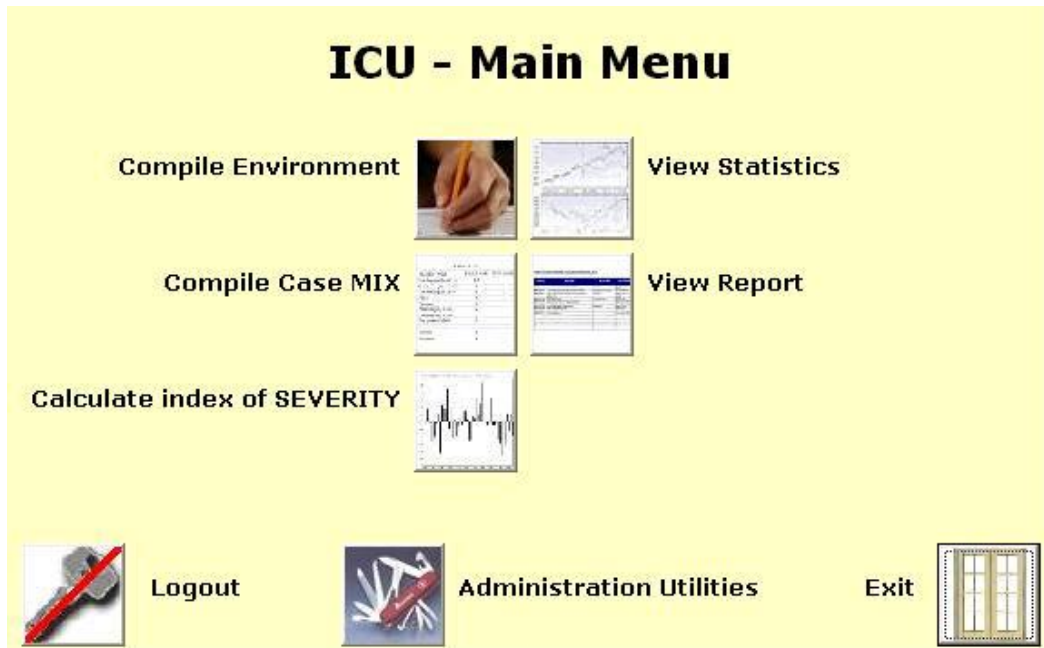 ICU - Main Menu
Compile Environment
View Statistics
Compile Case MIX
View Report
Calculate index of SEVERITY
Logout
Administration Utilities
Exit